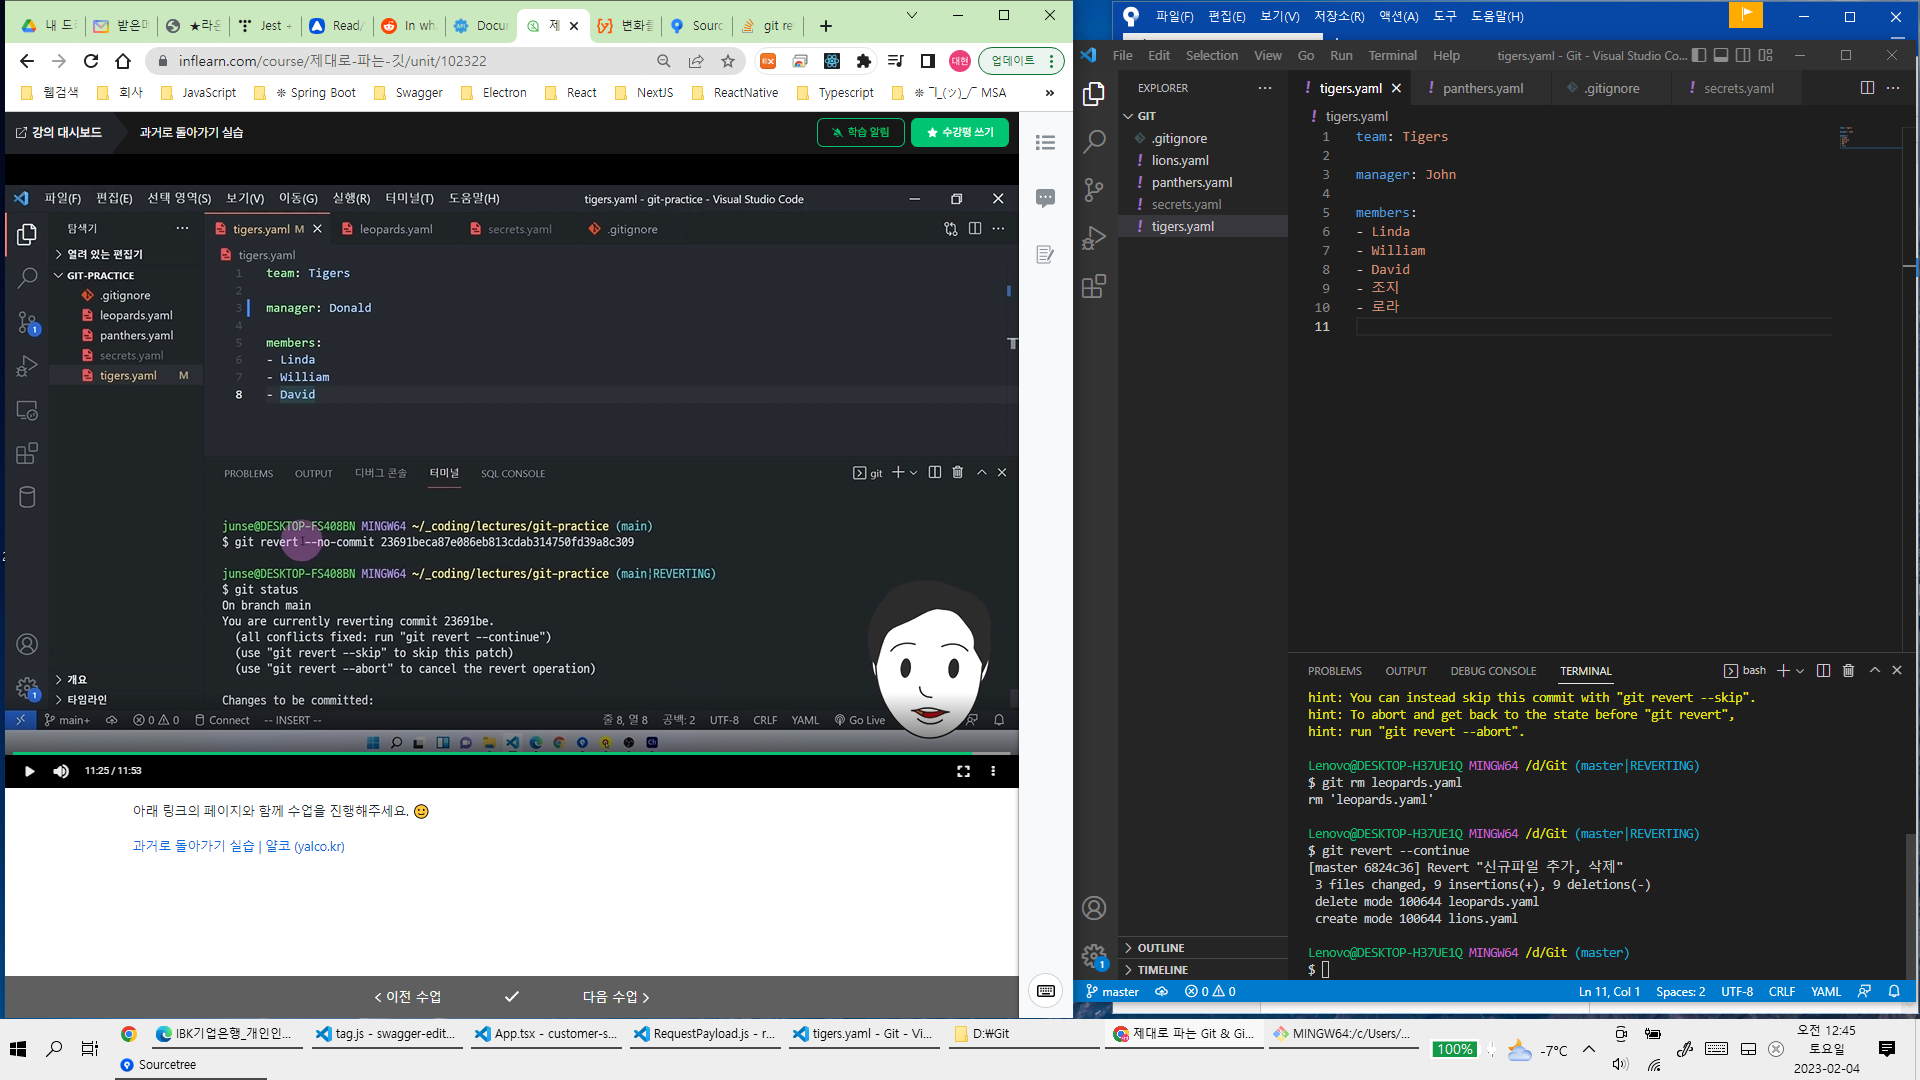 내 드
받은편
★라운
Jest +
Read/
In wh
Docur
제
변화를
Sourc
git re
inflearn.com/course/제대로-파는-깃/unit/102322
대현
업데이트
웹검색
회사
JavaScript
※ Spring Boot
Swagger
Electron
React
NextJS
ReactNative
Typescript
※ ¯\_(ツ)_/¯ MSA
»
강의 대시보드
과거로 돌아가기 실습
학습 알림
★ 수강평 쓰기
파일(F) 편집(E) 선택 영역(S) 보기(V) 이동(G) 실행(R) 터미널(T) 도움말(H)
tigers.yaml - git-practice - Visual Studio Code
탐색기
열려 있는 편집기
GIT-PRACTICE
.gitignore
leopards.yaml
panthers.yaml
secrets.yaml
tigers.yaml M
개요
타임라인
tigers.yaml M
leopards.yaml
secrets.yaml
.gitignore
tigers.yaml
1 team: Tigers
2
3 manager: Donald
4
5 members:
6 - Linda
7 - William
8 - David
PROBLEMS OUTPUT 디버그 콘솔 터미널 SQL CONSOLE
git
junse@DESKTOP-FS408BN MINGW64 ~/_coding/lectures/git-practice (main)
$ git revert --no-commit 23691beca87e086eb813cdab314750fd39a8c309
junse@DESKTOP-FS408BN MINGW64 ~/_coding/lectures/git-practice (main|REVERTING)
$ git status
On branch main
You are currently reverting commit 23691be.
(all conflicts fixed: run "git revert --continue")
(use "git revert --skip" to skip this patch)
(use "git revert --abort" to cancel the revert operation)
Changes to be committed:
1
main+
0 0
Connect
-- INSERT --
줄 8, 열 8
공백: 2
UTF-8
CRLF
YAML
Go Live
11:25 / 11:53
아래 링크의 페이지와 함께 수업을 진행해주세요. 🙂
과거로 돌아가기 실습 | 얄코 (yalco.kr)
이전 수업
다음 수업
파일(F) 편집(E) 보기(V) 저장소(R) 액션(A) 도구 도움말(H)
File Edit Selection View Go Run Terminal Help
tigers.yaml - Git - Visual Studio Co...
EXPLORER
GIT
.gitignore
lions.yaml
panthers.yaml
secrets.yaml
tigers.yaml
OUTLINE
TIMELINE
tigers.yaml
panthers.yaml
.gitignore
secrets.yaml
tigers.yaml
1 team: Tigers
2
3 manager: John
4
5 members:
6 - Linda
7 - William
8 - David
9 - 조지
10 - 로라
11
PROBLEMS OUTPUT DEBUG CONSOLE TERMINAL
bash
hint: You can instead skip this commit with "git revert --skip".
hint: To abort and get back to the state before "git revert",
hint: run "git revert --abort".
Lenovo@DESKTOP-H37UE1Q MINGW64 /d/Git (master|REVERTING)
$ git rm leopards.yaml
rm 'leopards.yaml'
Lenovo@DESKTOP-H37UE1Q MINGW64 /d/Git (master|REVERTING)
$ git revert --continue
[master 6824c36] Revert "신규파일 추가, 삭제"
3 files changed, 9 insertions(+), 9 deletions(-)
delete mode 100644 leopards.yaml
create mode 100644 lions.yaml
Lenovo@DESKTOP-H37UE1Q MINGW64 /d/Git (master)
$
1
master
0 0
Ln 11, Col 1
Spaces: 2
UTF-8
CRLF
YAML
IBK기업은행_개인인...
tag.js - swagger-edit...
App.tsx - customer-s...
RequestPayload.js - r...
tigers.yaml - Git - Vi...
D:₩Git
제대로 파는 Git & Gi...
MINGW64:/c/Users/...
Sourcetree
100%
-7°C
오전 12:45
토요일
2023-02-04